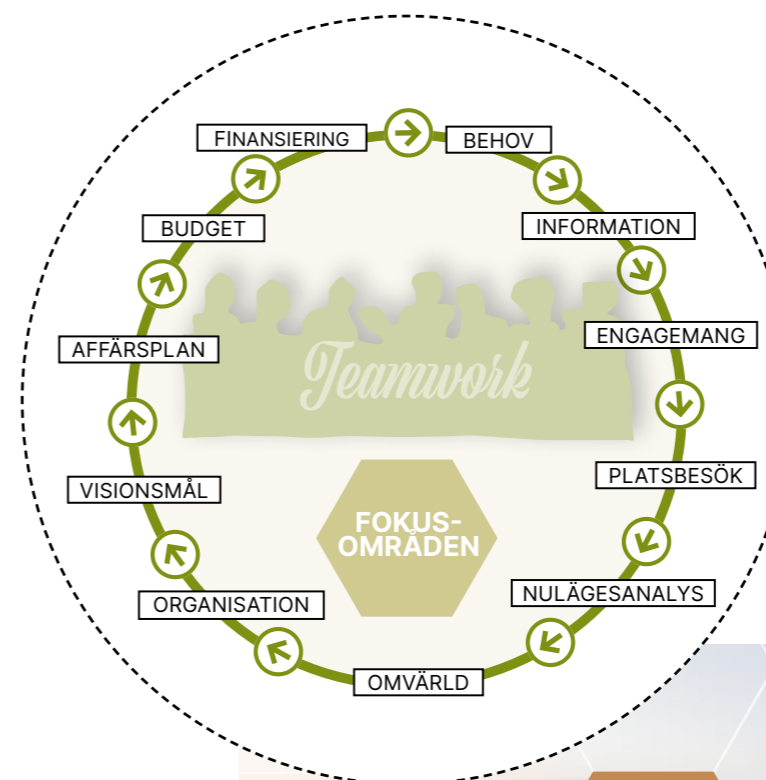 FINANSIERING
BEHOV
BUDGET
INFORMATION
AFFÄRSPLAN
ENGAGEMANG
Teamwork
VISIONSMÅL
PLATSBESÖK
FOKUS-
OMRÅDEN
ORGANISATION
NULÄGESANALYS
OMVÄRLD